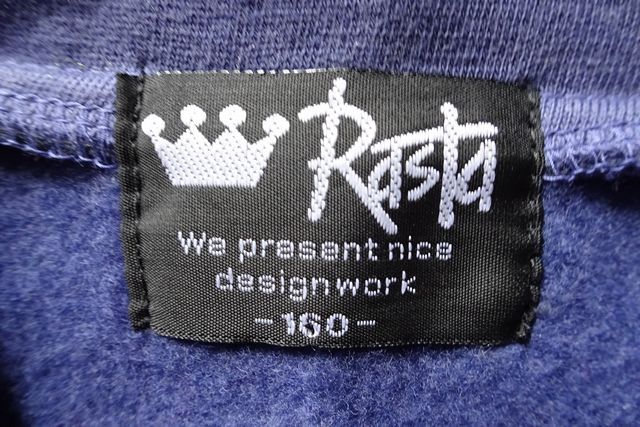 Rasta
We present nice
designwork
-160-